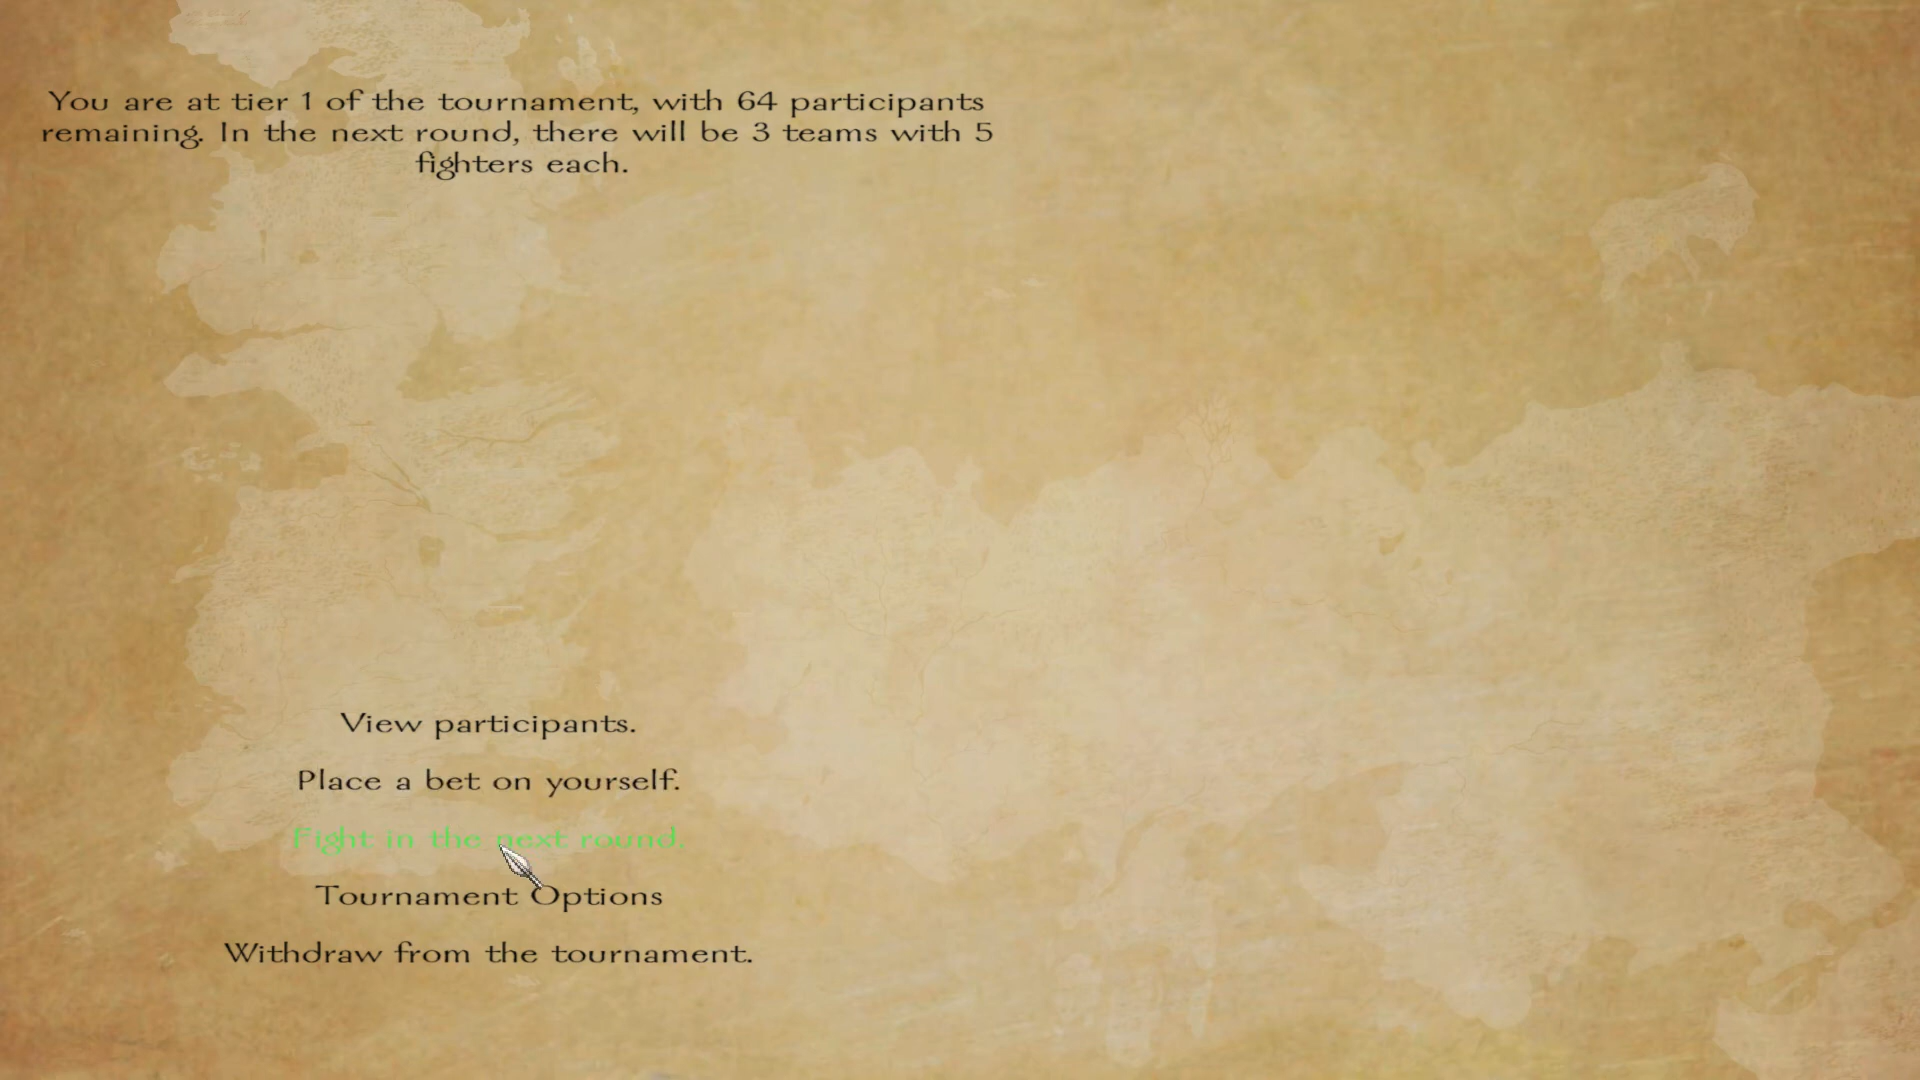 You are at tier 1 of the tournament, with 64 participants
remaining. In the next round, there will be 3 teams with 5
fighters each.
View participants.
Place a bet on yourself.
Fight in the next round.
Tournament Options
Withdraw from the tournament.